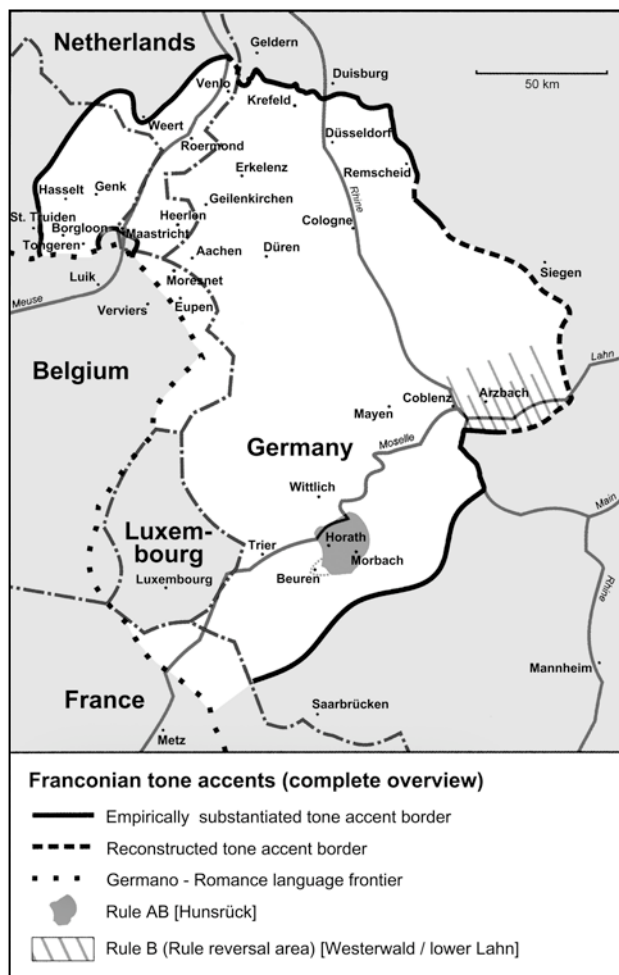 Netherlands
Geldern
Duisburg
50 km
Venlo
Krefeld
Weert
Düsseldorf
Roermond
Remscheid
Erkelenz
Rhine
Hasselt
Genk
Geilenkirchen
St. Truiden
Heerlen
Cologne
Borgloon
Maastricht
Tongeren
Aachen
Düren
Siegen
Luik
Moresnet
Meuse
Verviers
Eupen
Lahn
Belgium
Coblenz
Arzbach
Mayen
Germany
Moselle
Wittlich
Main
Luxem-
bourg
Trier
Horath
Morbach
Luxembourg
Beuren
Rhine
Mannheim
France
Saarbrücken
Metz
Franconian tone accents (complete overview)
Empirically substantiated tone accent border
Reconstructed tone accent border
Germano - Romance language frontier
Rule AB [Hunsrück]
Rule B (Rule reversal area) [Westerwald / lower Lahn]